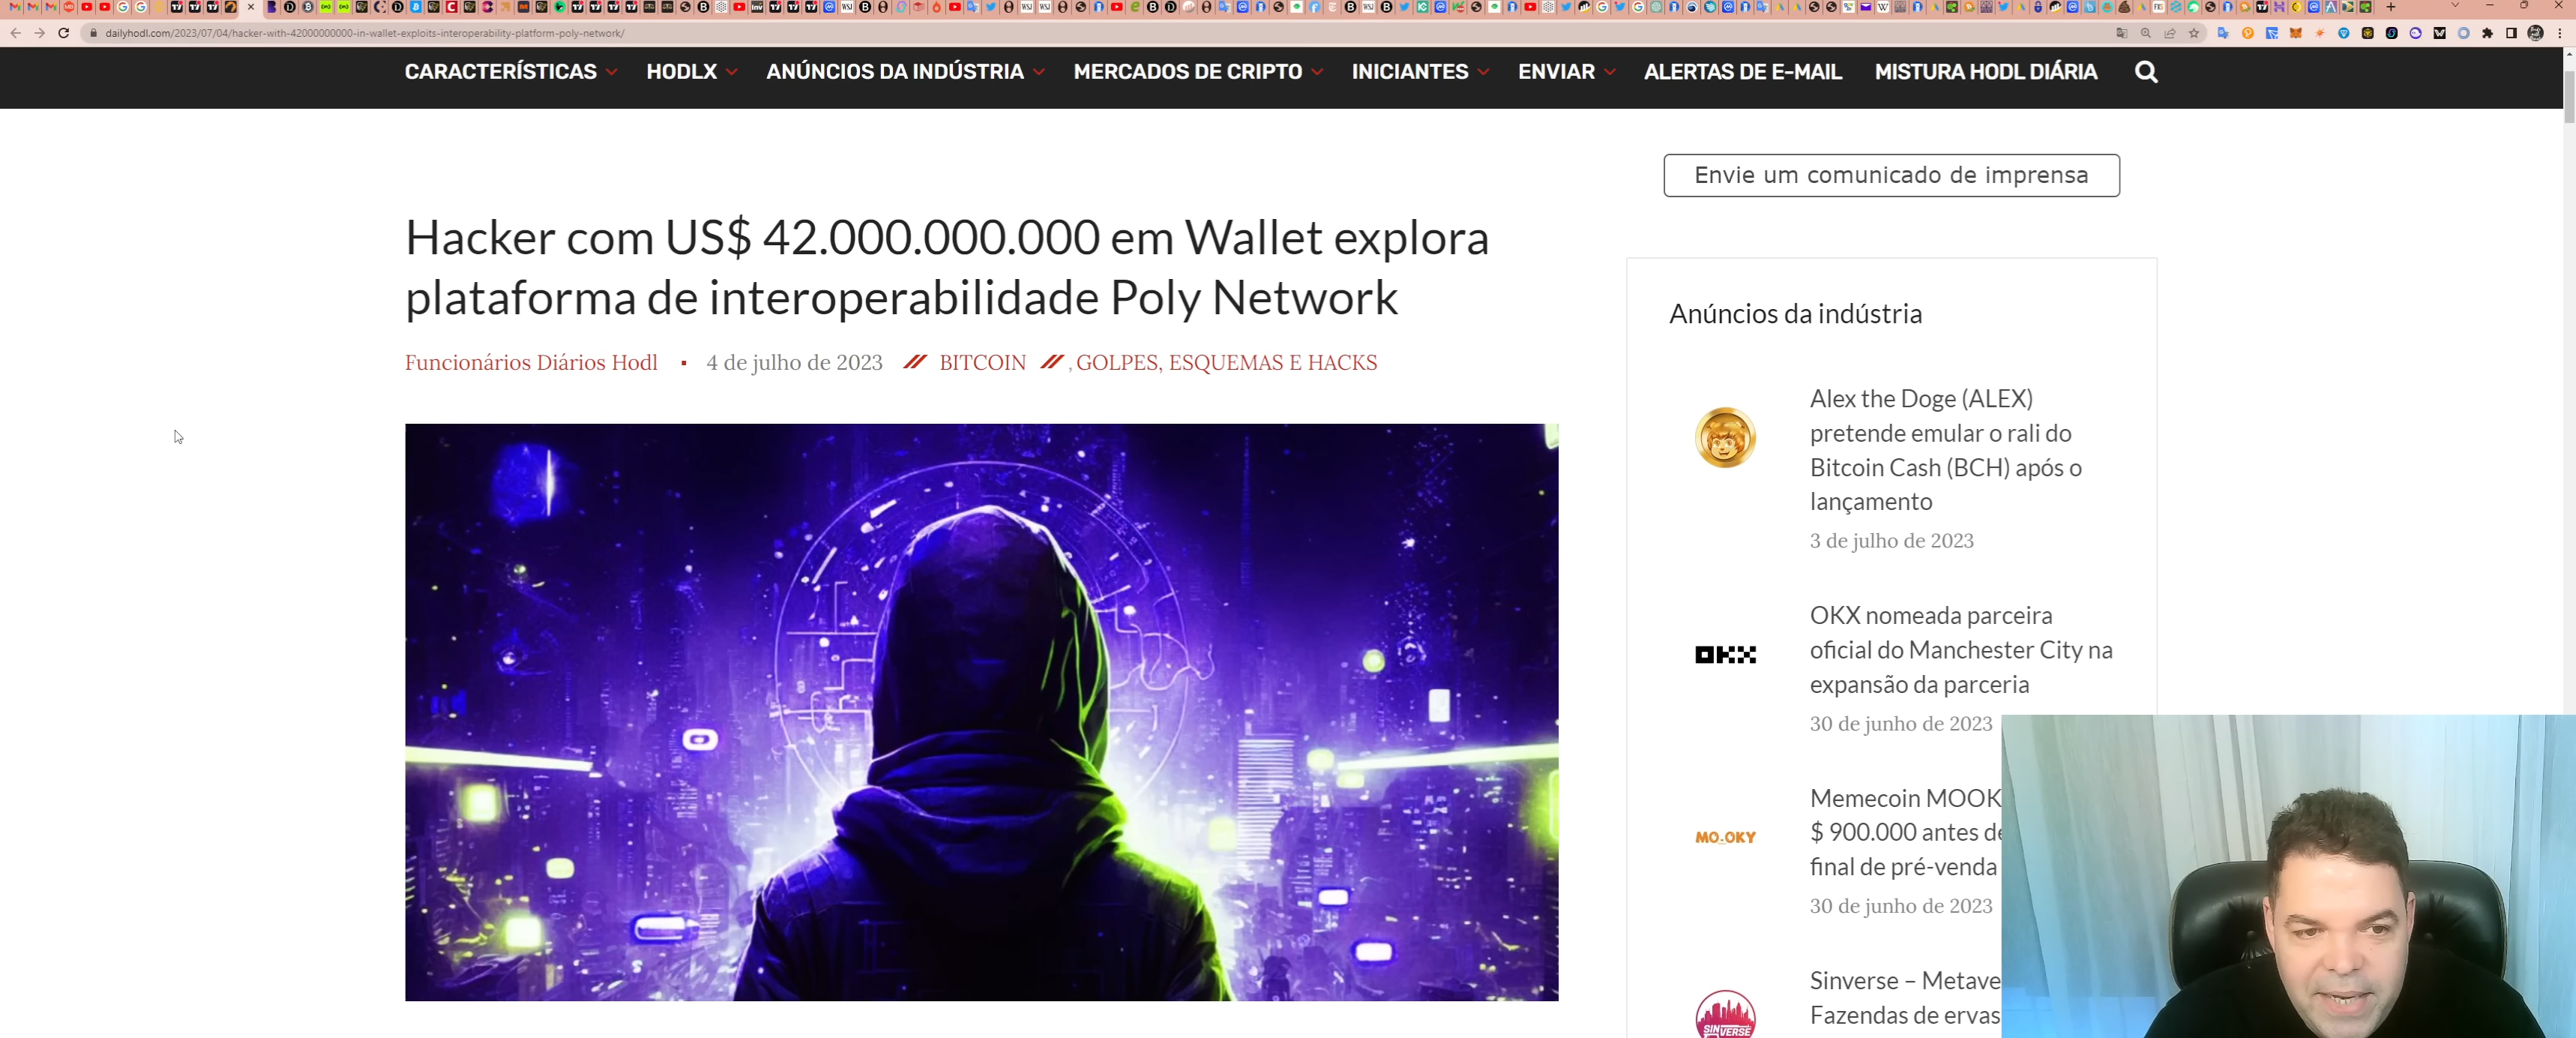 dailyhodl.com/2023/07/04/hacker-with-42000000000-in-wallet-exploits-interoperability-platform-poly-network/
CARACTERÍSTICAS HODLX ANÚNCIOS DA INDÚSTRIA MERCADOS DE CRIPTO INICIANTES ENVIAR ALERTAS DE E-MAIL MISTURA HODL DIÁRIA
Envie um comunicado de imprensa
Hacker com US$ 42.000.000.000 em Wallet explora
plataforma de interoperabilidade Poly Network
Funcionários Diários Hodl ▪ 4 de julho de 2023 // BITCOIN // , GOLPES, ESQUEMAS E HACKS
Anúncios da indústria
Alex the Doge (ALEX)
pretende emular o rali do
Bitcoin Cash (BCH) após o
lançamento
3 de julho de 2023
OKX
OKX nomeada parceira
oficial do Manchester City na
expansão da parceria
30 de junho de 2023
MO.OKY
Memecoin MOOK
$ 900.000 antes de
final de pré-venda
30 de junho de 2023
SINVERSE
Sinverse – Metave
Fazendas de ervas